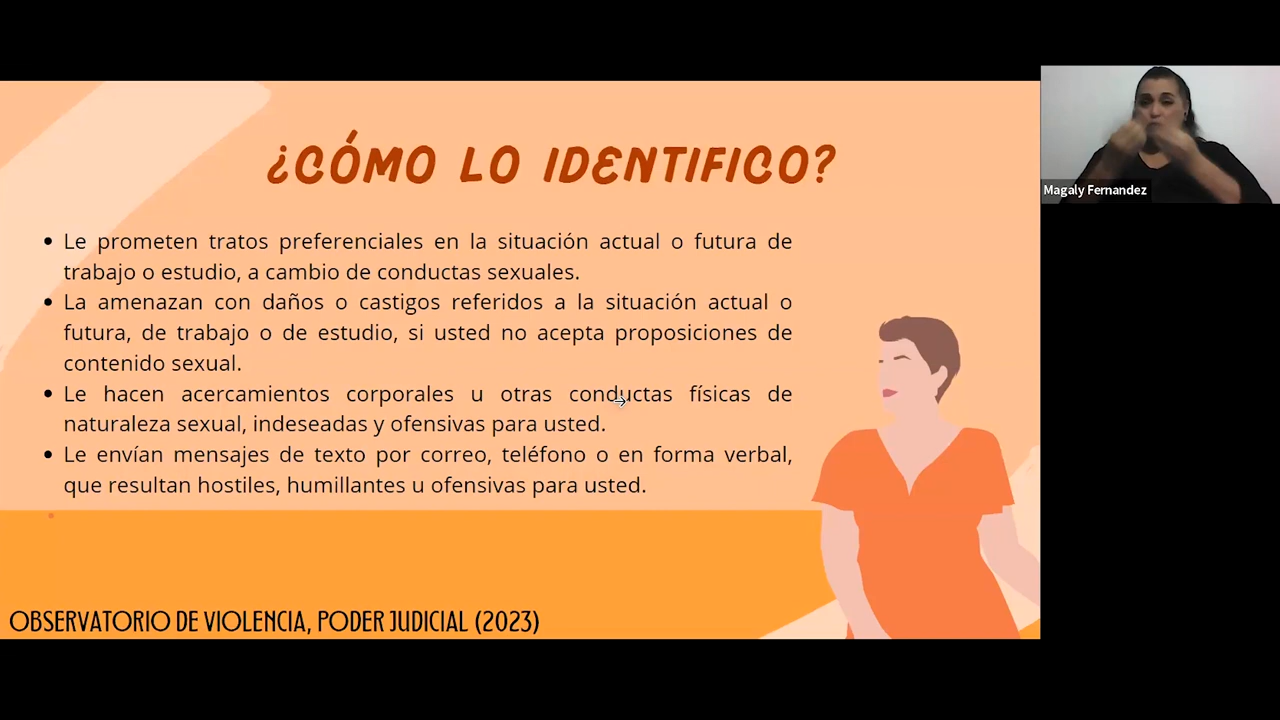 ¿CÓMO LO IDENTIFICO?
• Le prometen tratos preferenciales en la situación actual o futura de
trabajo o estudio, a cambio de conductas sexuales.
• La amenazan con daños o castigos referidos a la situación actual o
futura, de trabajo o de estudio, si usted no acepta proposiciones de
contenido sexual.
• Le hacen acercamientos corporales u otras conductas físicas de
naturaleza sexual, indeseadas y ofensivas para usted.
• Le envían mensajes de texto por correo, teléfono o en forma verbal,
que resultan hostiles, humillantes u ofensivas para usted.
OBSERVATORIO DE VIOLENCIA, PODER JUDICIAL (2023)
Magaly Fernandez